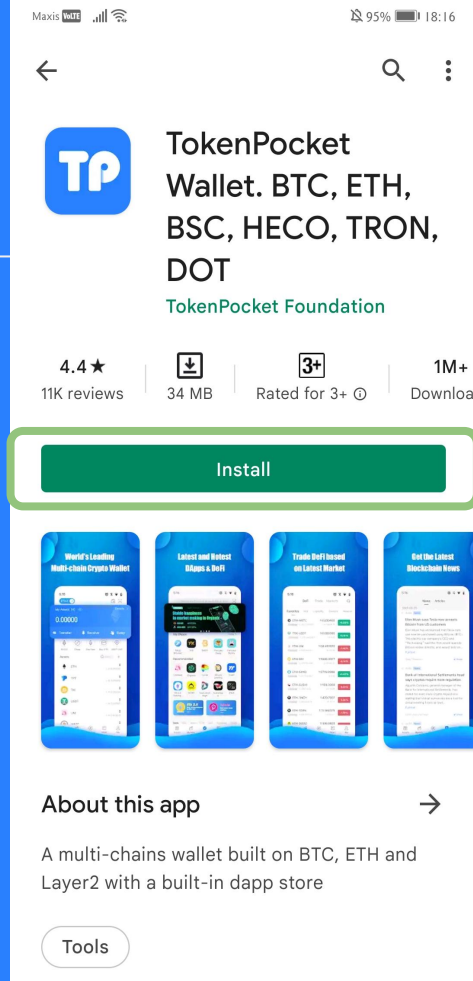 Maxis VoLTE 95% 18:16
TP
TokenPocket
Wallet. BTC, ETH,
BSC, HECO, TRON,
DOT
TokenPocket Foundation
4.4★ 3+ 1M+
11K reviews 34 MB Rated for 3+ Downloa
Install
World's Leading
Multi-chain Crypto Wallet
Latest and Hotest
DApps & DeFi
Trade DeFi based
on Latest Market
Get the Latest
Blockchain News
0.00000
About this app
A multi-chains wallet built on BTC, ETH and
Layer2 with a built-in dapp store
Tools